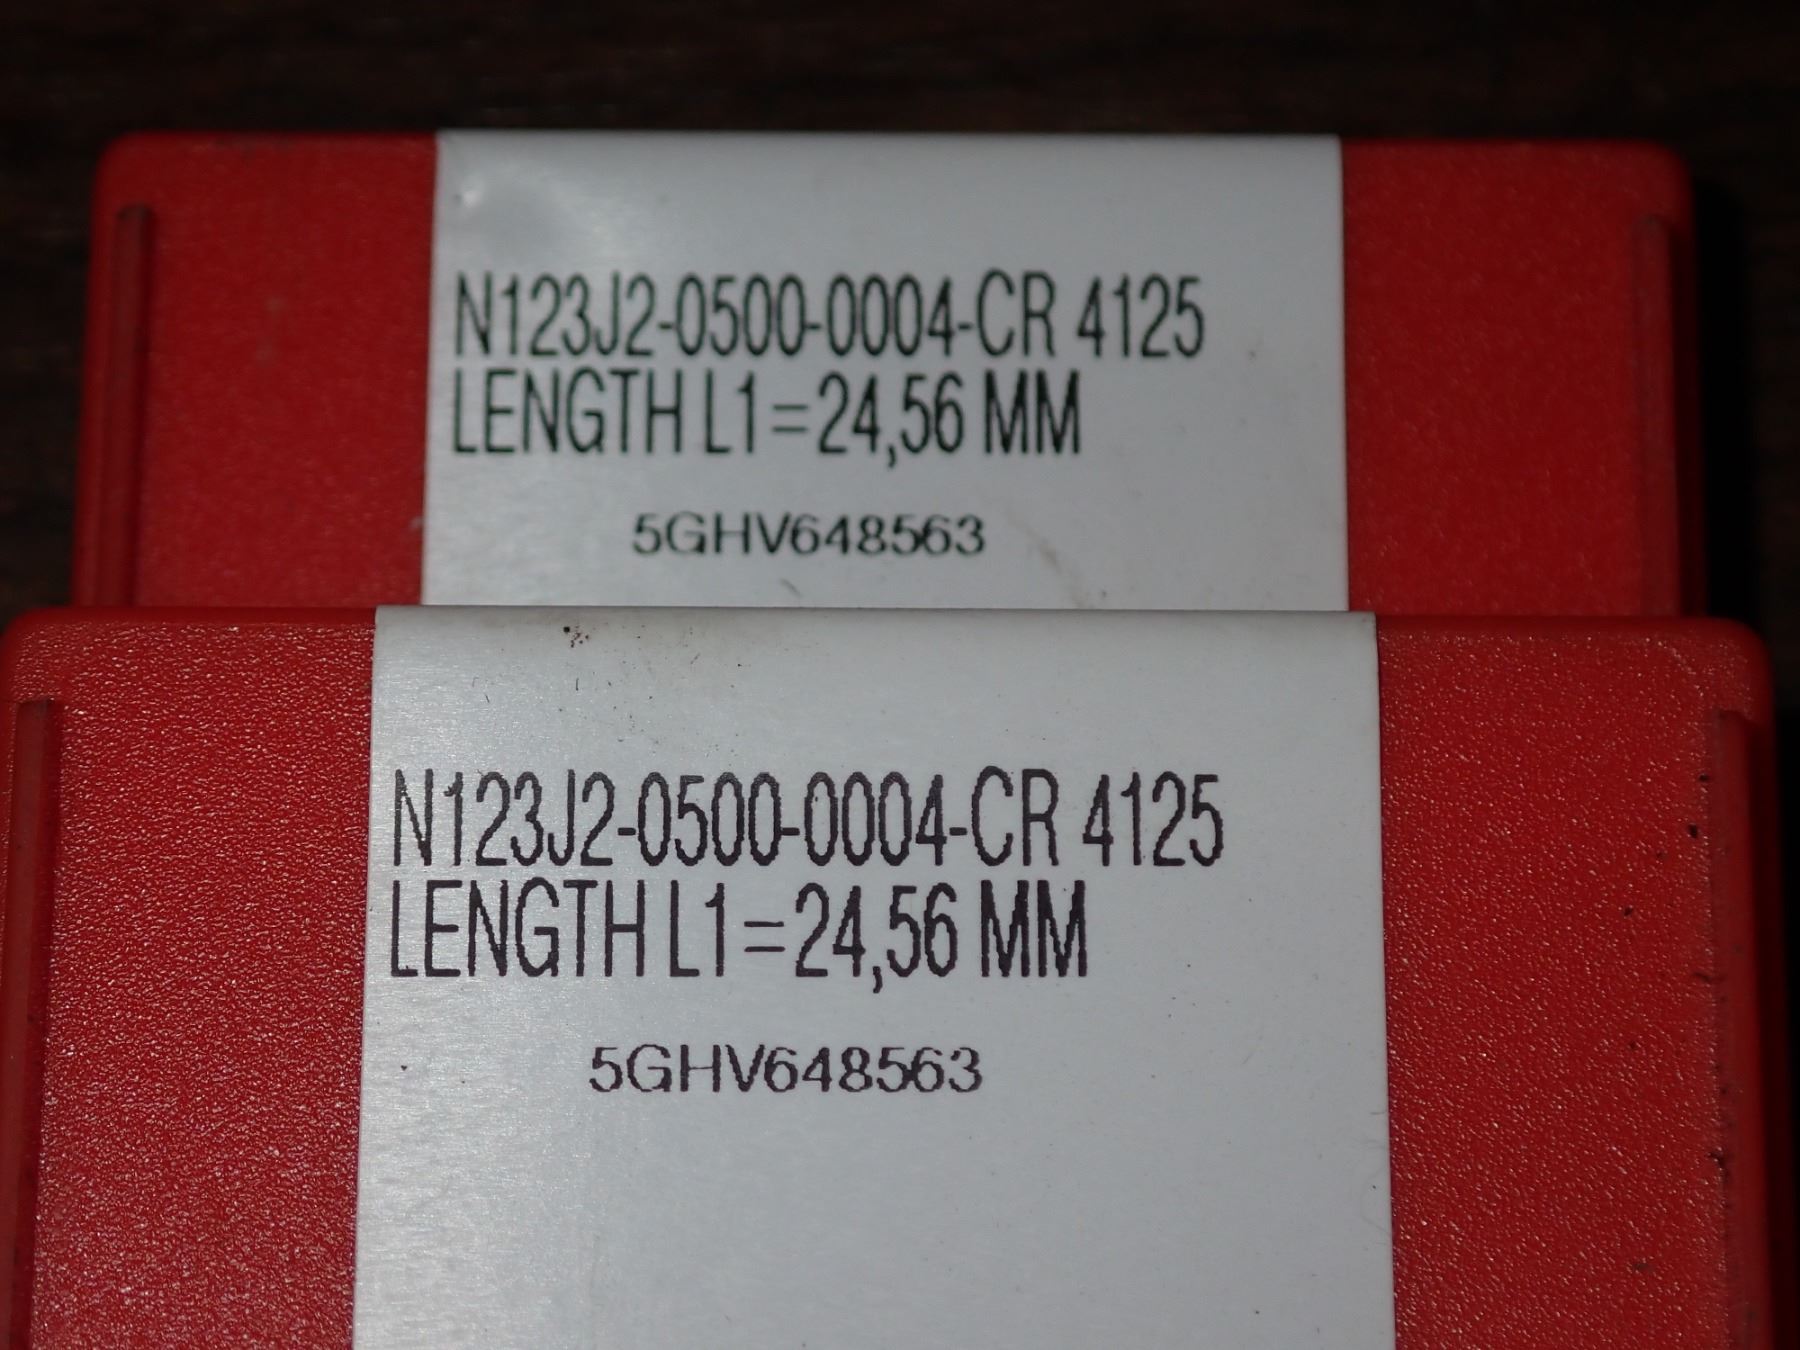 N123J2-0500-0004-CR 4125
LENGTH L1=24,56 MM
5GHV648563
N123J2-0500-0004-CR 4125
LENGTH L1=24,56 MM
5GHV648563